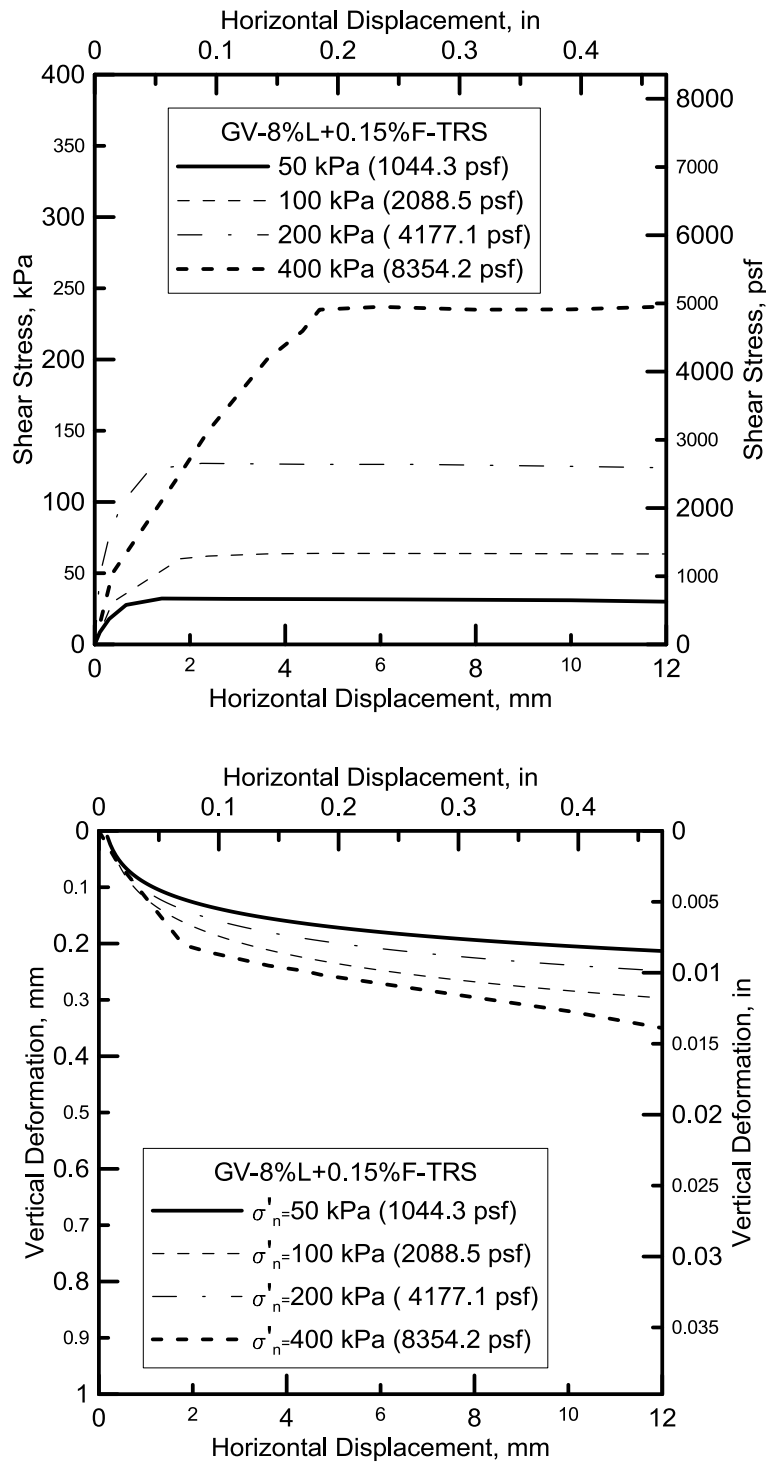 Horizontal Displacement, in
0 0.1 0.2 0.3 0.4
400
350
300
250
200
150
100
50
0
Shear Stress, kPa
GV-8%L+0.15%F-TRS
50 kPa (1044.3 psf)
100 kPa (2088.5 psf)
200 kPa ( 4177.1 psf)
400 kPa (8354.2 psf)
8000
7000
6000
5000
4000
3000
2000
1000
0
Shear Stress, psf
0 2 4 6 8 10 12
Horizontal Displacement, mm
Horizontal Displacement, in
0 0.1 0.2 0.3 0.4
0
0.1
0.2
0.3
0.4
0.5
0.6
0.7
0.8
0.9
1
Vertical Deformation, mm
GV-8%L+0.15%F-TRS
σ'n=50 kPa (1044.3 psf)
σ'n=100 kPa (2088.5 psf)
σ'n=200 kPa ( 4177.1 psf)
σ'n=400 kPa (8354.2 psf)
0
0.005
0.01
0.015
0.02
0.025
0.03
0.035
Vertical Deformation, in
0 2 4 6 8 10 12
Horizontal Displacement, mm